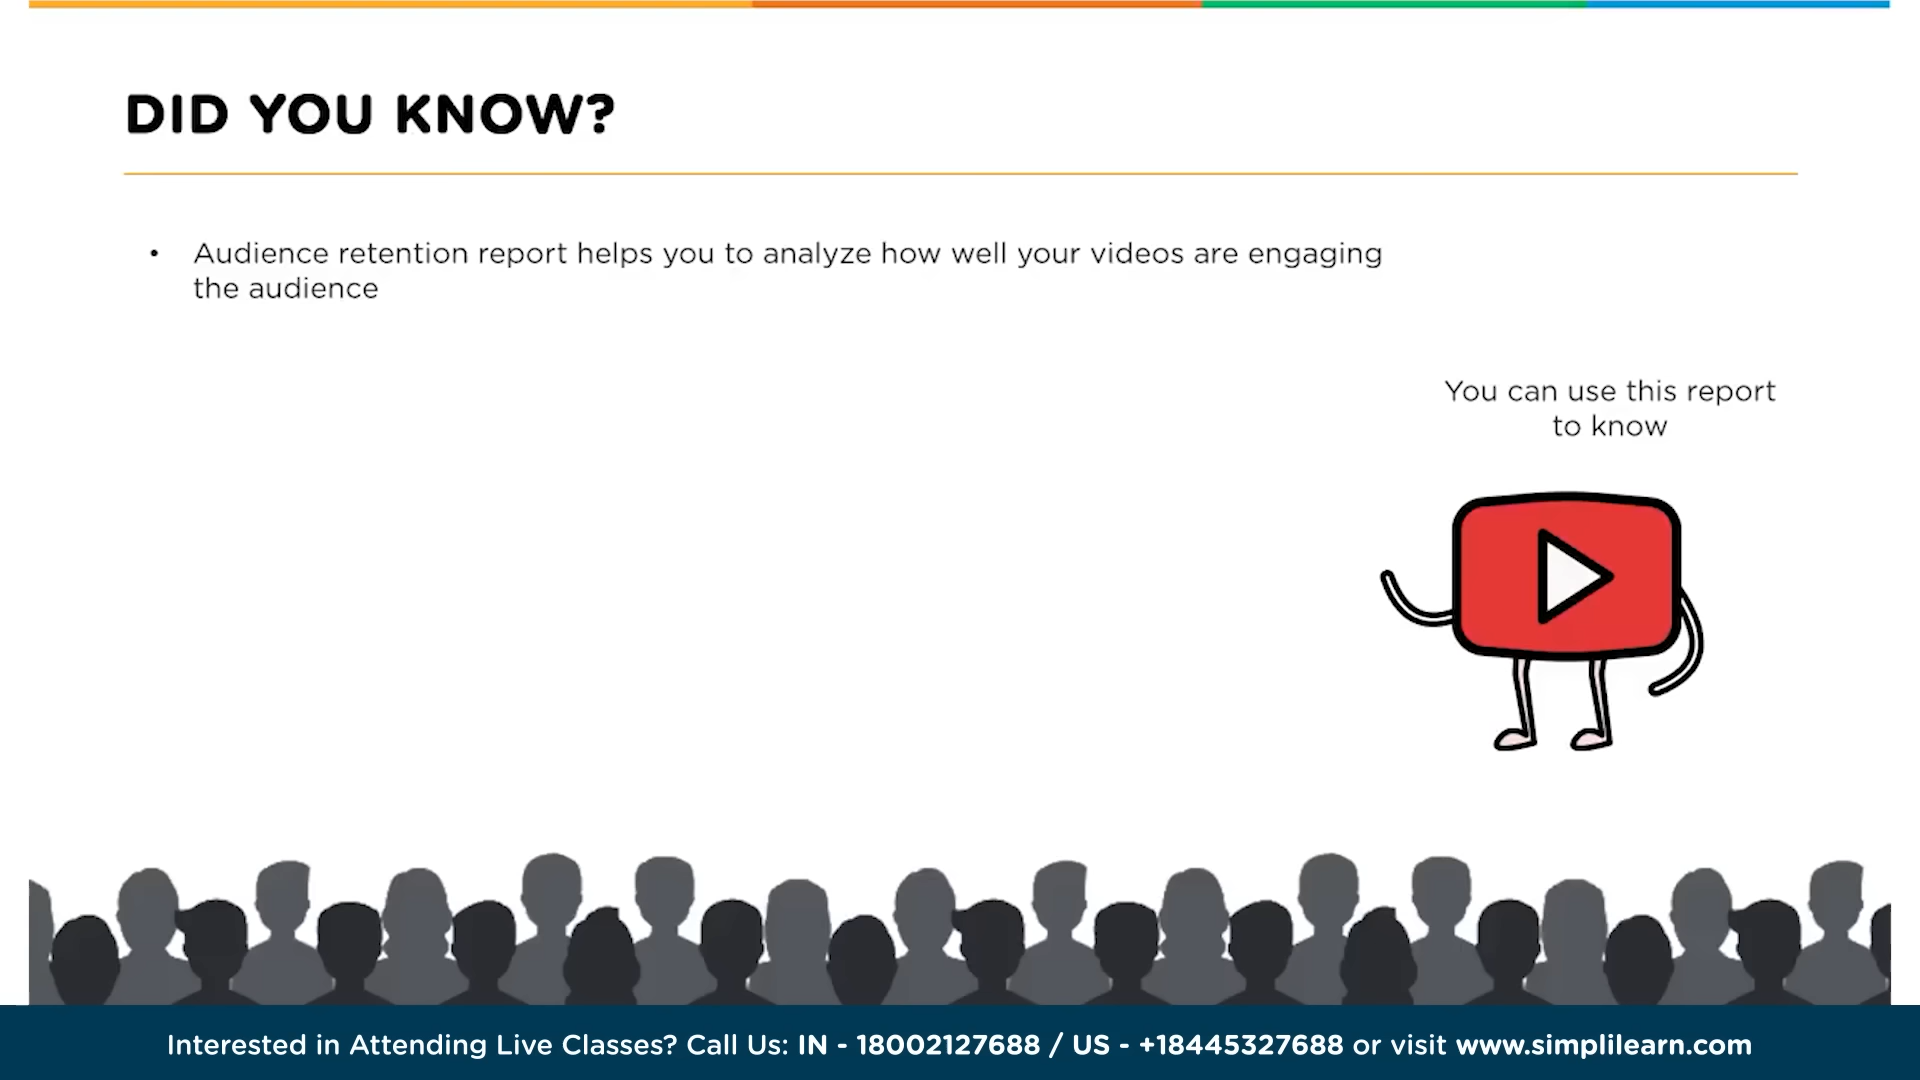 DID YOU KNOW?
• Audience retention report helps you to analyze how well your videos are engaging
the audience
You can use this report
to know
Interested in Attending Live Classes? Call Us: IN - 18002127688 / US - +18445327688 or visit www.simplilearn.com